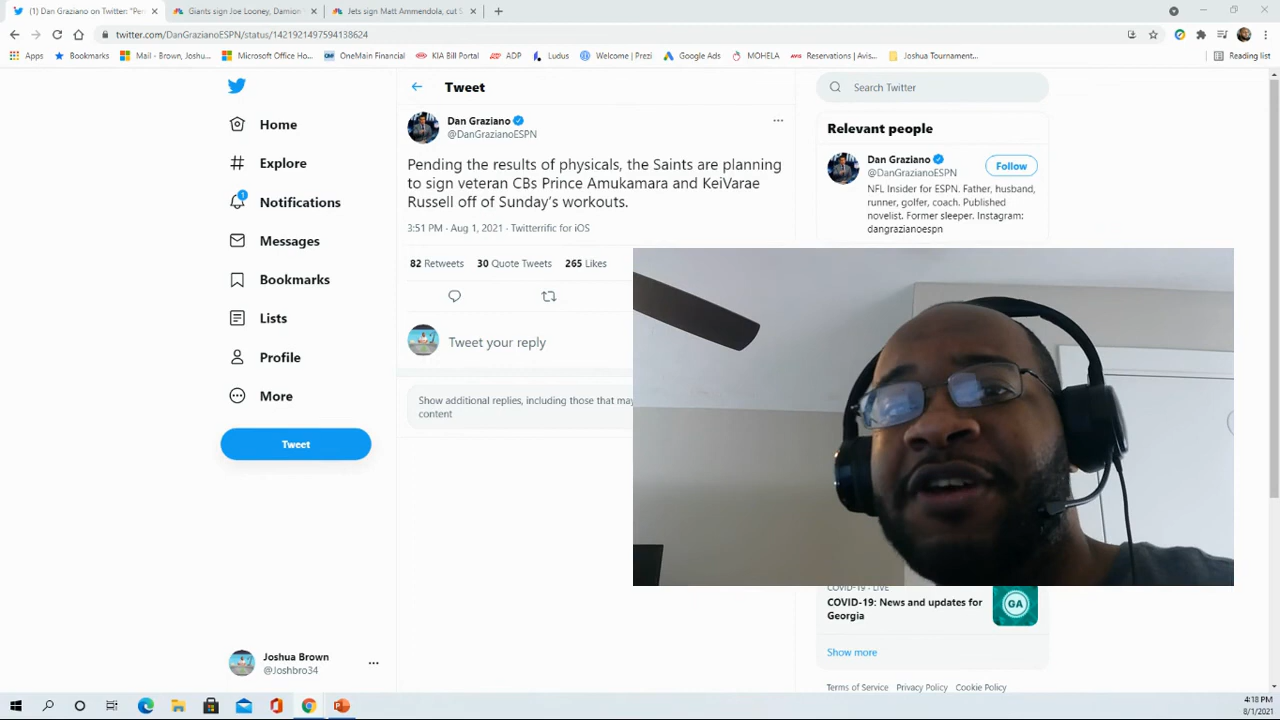 (1) Dan Graziano on Twitter: "Pen
Giants sign Joe Looney, Damion
Jets sign Matt Ammendola, cut S
twitter.com/DanGrazianoESPN/status/1421921497594138624
Apps
Bookmarks
Mail - Brown, Joshu...
Microsoft Office Ho...
OneMain Financial
KIA Bill Portal
ADP
Ludus
Welcome | Prezi
Google Ads
MOHELA
Reservations | Avis...
Joshua Tournament...
Reading list
Home
Explore
1
Notifications
Messages
Bookmarks
Lists
Profile
More
Tweet
Joshua Brown
@Joshbro34
Tweet
Dan Graziano
@DanGrazianoESPN
Pending the results of physicals, the Saints are planning
to sign veteran CBs Prince Amukamara and KeiVarae
Russell off of Sunday's workouts.
3:51 PM · Aug 1, 2021 · Twitterrific for iOS
82 Retweets 30 Quote Tweets 265 Likes
Tweet your reply
Show additional replies, including those that may
content
Search Twitter
Relevant people
Dan Graziano
@DanGrazianoESPN
Follow
NFL Insider for ESPN. Father, husband,
runner, golfer, coach. Published
novelist. Former sleeper. Instagram:
dangrazianoespn
COVID-19 · LIVE
COVID-19: News and updates for
Georgia
GA
Show more
Terms of Service Privacy Policy Cookie Policy
4:18 PM
8/1/2021